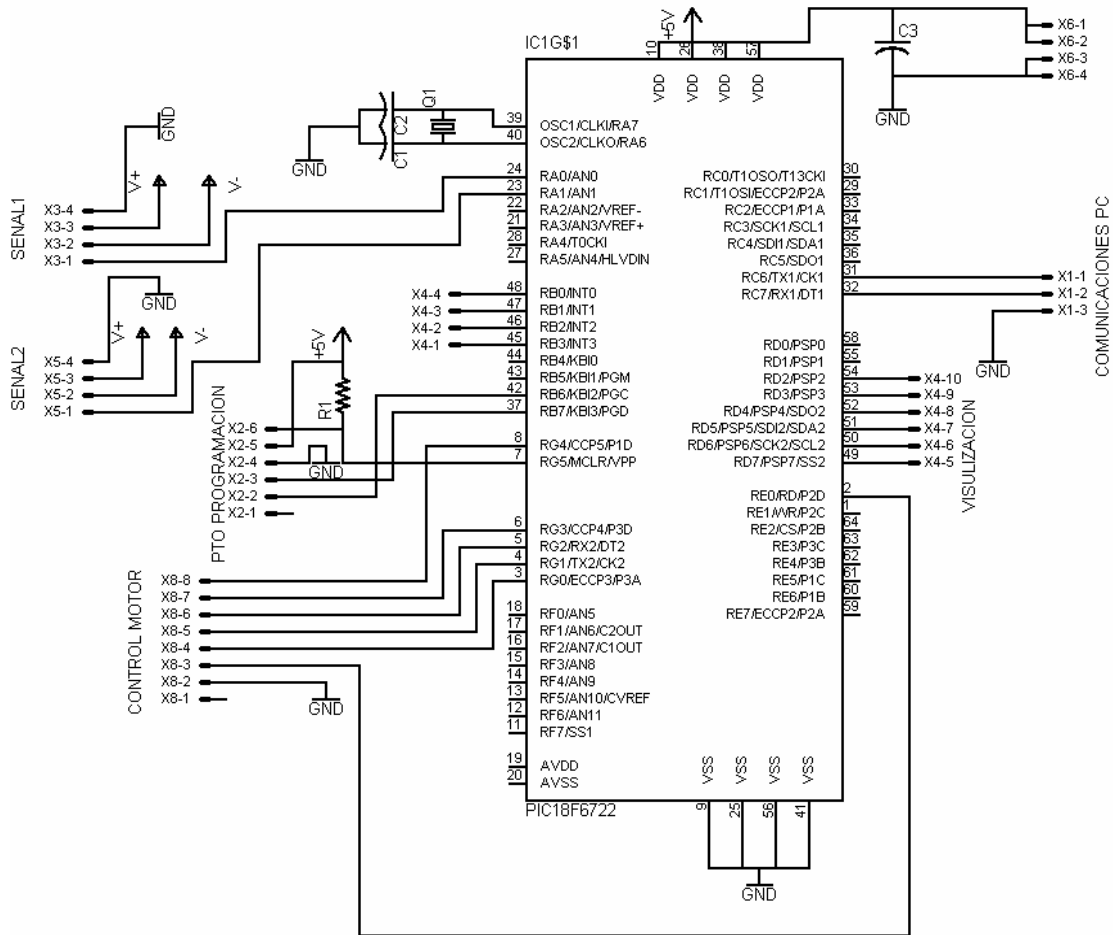 IC1G$1
+5V
10
26
38
57
VDD
VDD
VDD
VDD
C3
GND
X6-1
X6-2
X6-3
X6-4
Q1
C2
C1
GND
39 OSC1/CLKI/RA7
40 OSC2/CLKO/RA6
24 RA0/AN0
23 RA1/AN1
22 RA2/AN2/VREF-
21 RA3/AN3/VREF+
28 RA4/T0CKI
27 RA5/AN4/HLVDIN
48 RB0/INT0
47 RB1/INT1
46 RB2/INT2
45 RB3/INT3
44 RB4/KBI0
43 RB5/KBI1/PGM
42 RB6/KBI2/PGC
37 RB7/KBI3/PGD
8 RG4/CCP5/P1D
7 RG5/MCLR/VPP
6 RG3/CCP4/P3D
5 RG2/RX2/DT2
4 RG1/TX2/CK2
3 RG0/ECCP3/P3A
18 RF0/AN5
17 RF1/AN6/C2OUT
16 RF2/AN7/C1OUT
15 RF3/AN8
14 RF4/AN9
13 RF5/AN10/CVREF
12 RF6/AN11
11 RF7/SS1
19 AVDD
20 AVSS
RC0/T1OSO/T13CKI 30
RC1/T1OSI/ECCP2/P2A 29
RC2/ECCP1/P1A 33
RC3/SCK1/SCL1 34
RC4/SDI1/SDA1 35
RC5/SDO1 36
RC6/TX1/CK1 31
RC7/RX1/DT1 32
RD0/PSP0 58
RD1/PSP1 55
RD2/PSP2 54
RD3/PSP3 53
RD4/PSP4/SDO2 52
RD5/PSP5/SDI2/SDA2 51
RD6/PSP6/SCK2/SCL2 50
RD7/PSP7/SS2 49
RE0/RD/P2D 2
RE1/WR/P2C 1
RE2/CS/P2B 64
RE3/P3C 63
RE4/P3B 62
RE5/P1C 61
RE6/P1B 60
RE7/ECCP2/P2A 59
VSS
VSS
VSS
VSS
9
25
56
41
PIC18F6722
GND
SENAL1
X3-4
X3-3
X3-2
X3-1
GND
V+
V-
SENAL2
X5-4
X5-3
X5-2
X5-1
GND
V+
V-
X4-4
X4-3
X4-2
X4-1
+5V
R1
GND
PTO PROGRAMACION
X2-6
X2-5
X2-4
X2-3
X2-2
X2-1
CONTROL MOTOR
X8-8
X8-7
X8-6
X8-5
X8-4
X8-3
X8-2
X8-1
GND
COMUNICACIONES PC
X1-1
X1-2
X1-3
GND
VISULIZACION
X4-10
X4-9
X4-8
X4-7
X4-6
X4-5